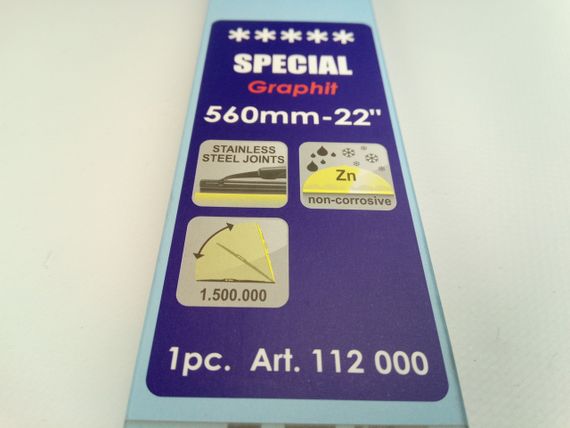 *****
SPECIAL
Graphit
560mm-22"
STAINLESS
STEEL JOINTS
Zn
non-corrosive
1.500.000
1pc. Art. 112 000